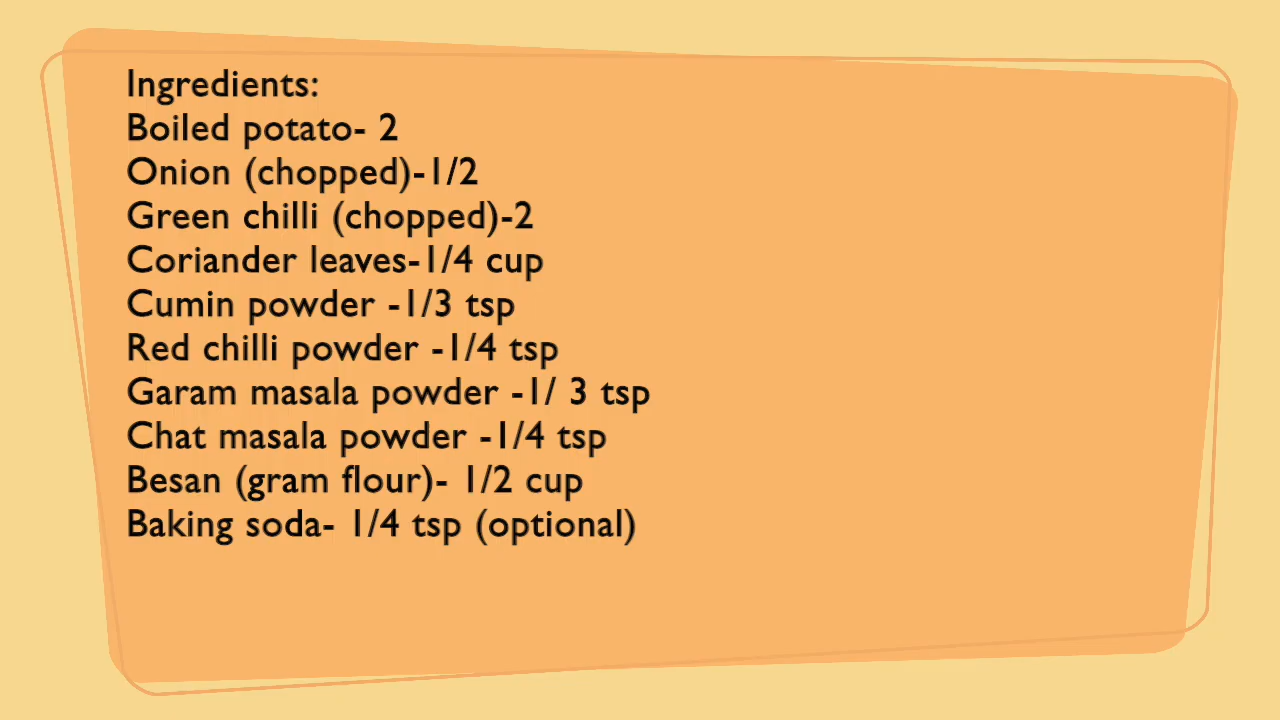 Ingredients:
Boiled potato- 2
Onion (chopped)-1/2
Green chilli (chopped)-2
Coriander leaves-1/4 cup
Cumin powder -1/3 tsp
Red chilli powder -1/4 tsp
Garam masala powder -1/ 3 tsp
Chat masala powder -1/4 tsp
Besan (gram flour)- 1/2 cup
Baking soda- 1/4 tsp (optional)